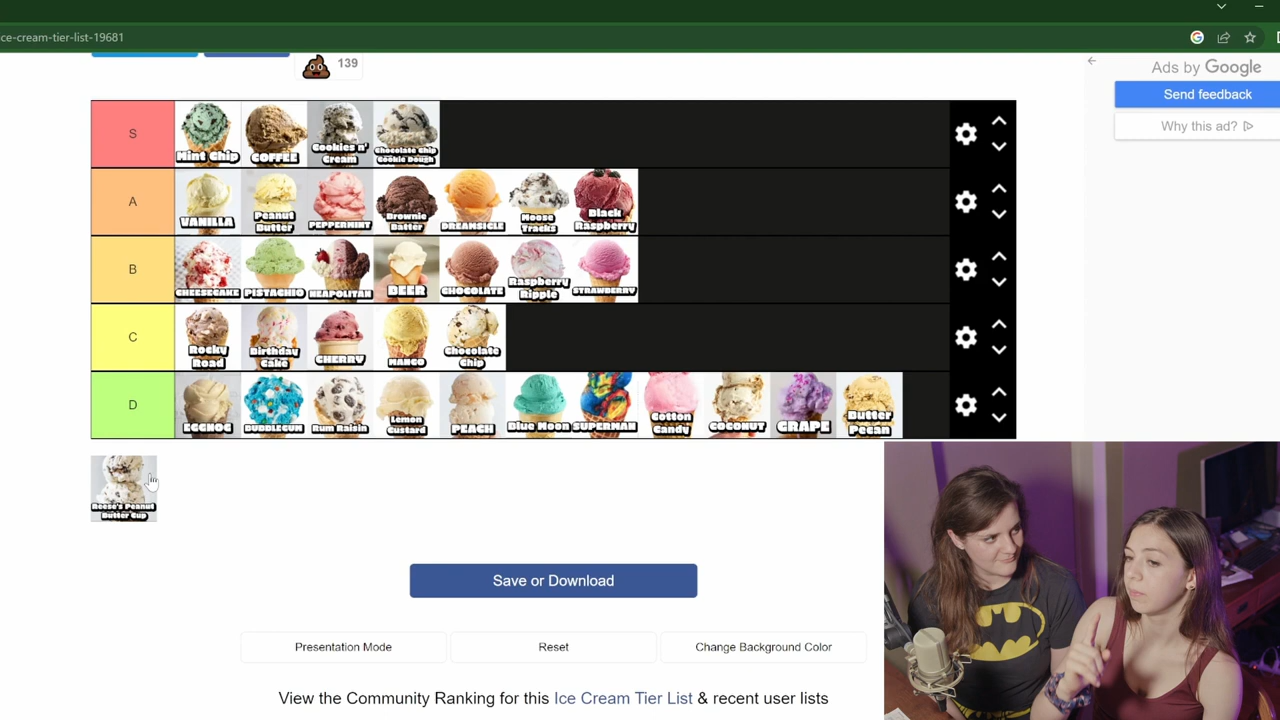 ice-cream-tier-list-19681
139
Ads by Google
Send feedback
Why this ad?
S
Mint Chip
COFFEE
Cookies n' Cream
Chocolate Chip Cookie Dough
A
VANILLA
Peanut Butter
PEPPERMINT
Brownie Batter
DREAMSICLE
Moose Tracks
Black Raspberry
B
CHEESECAKE
PISTACHIO
NEAPOLITAN
BEER
CHOCOLATE
Raspberry Ripple
STRAWBERRY
C
Rocky Road
Birthday Cake
CHERRY
MANGO
Chocolate Chip
D
EGGNOG
BUBBLEGUM
Rum Raisin
Lemon Custard
PEACH
Blue Moon
SUPERMAN
Cotton Candy
COCONUT
GRAPE
Butter Pecan
Reese's Peanut Butter Cup
Save or Download
Presentation Mode
Reset
Change Background Color
View the Community Ranking for this Ice Cream Tier List & recent user lists